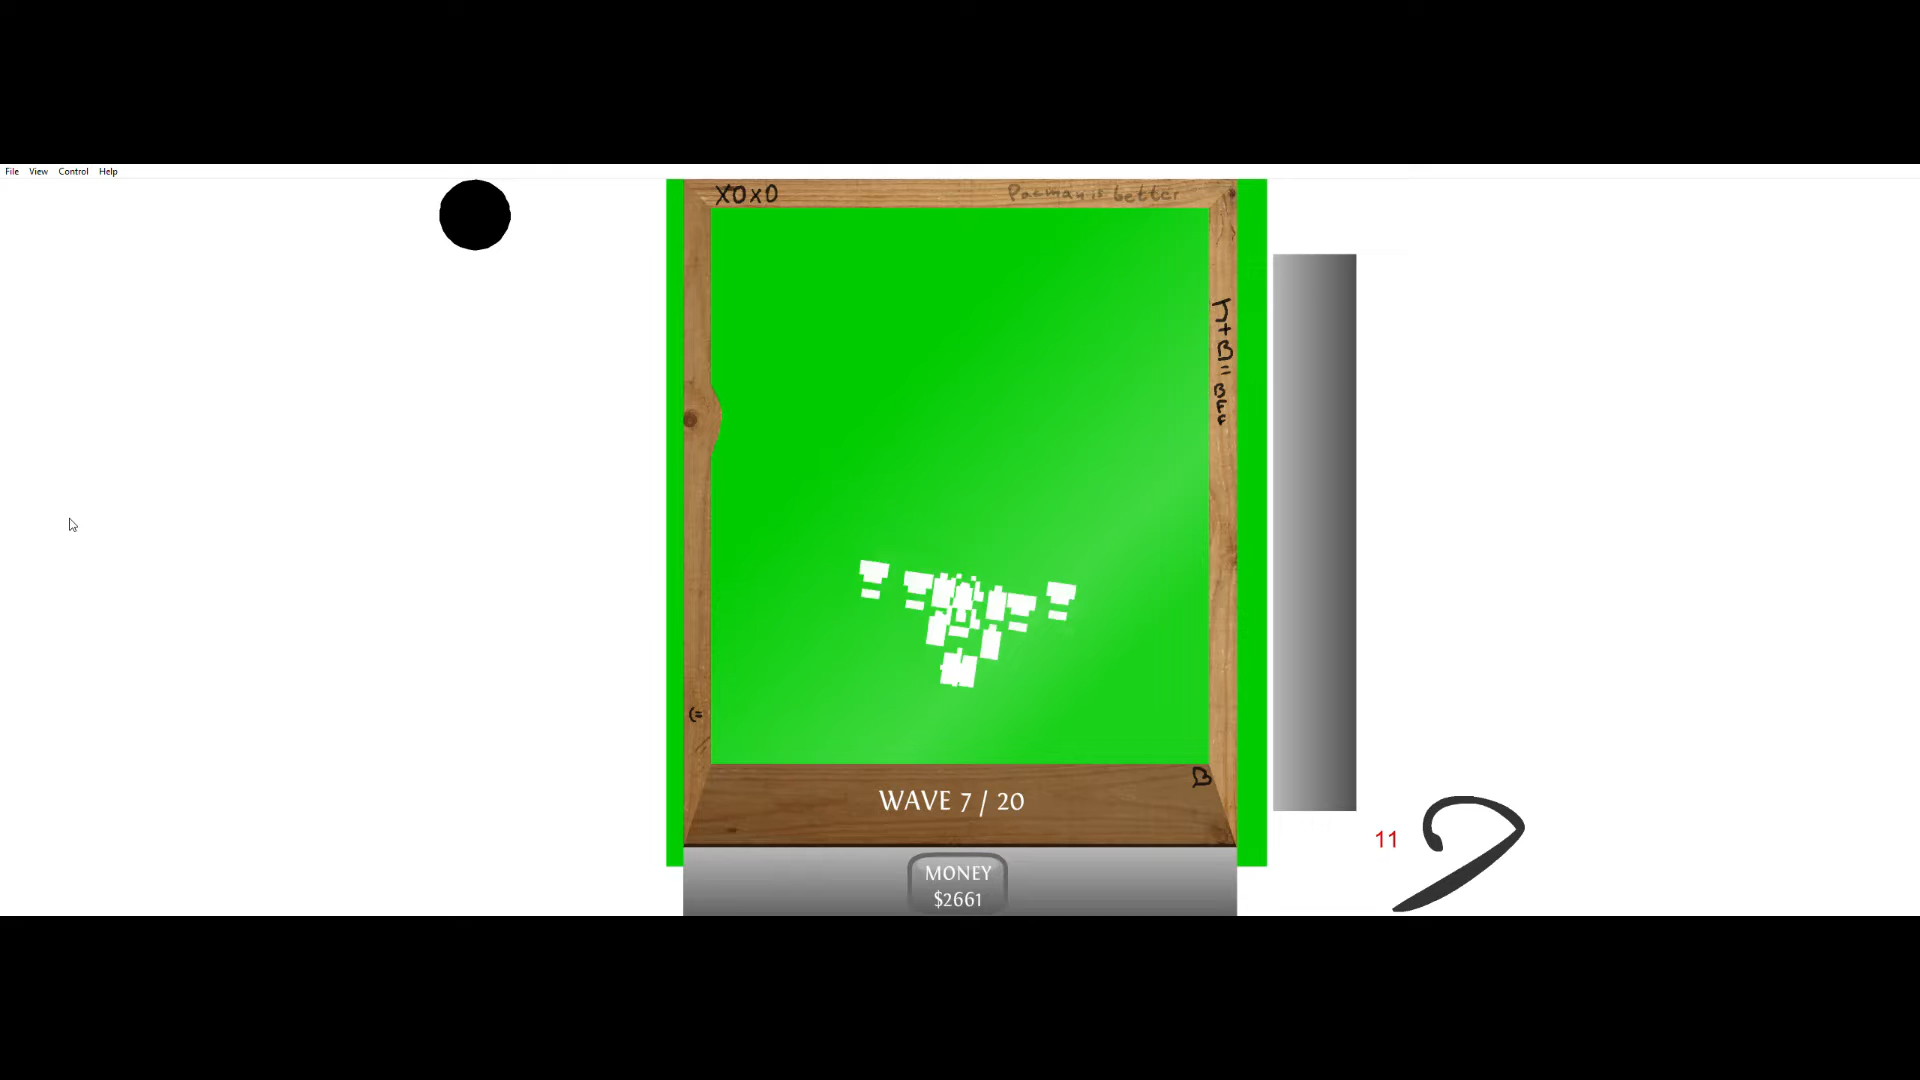 File View Control Help
XOXO
Pacman is better
J+B=BFF
(=
B
WAVE 7 / 20
11
MONEY
$2661